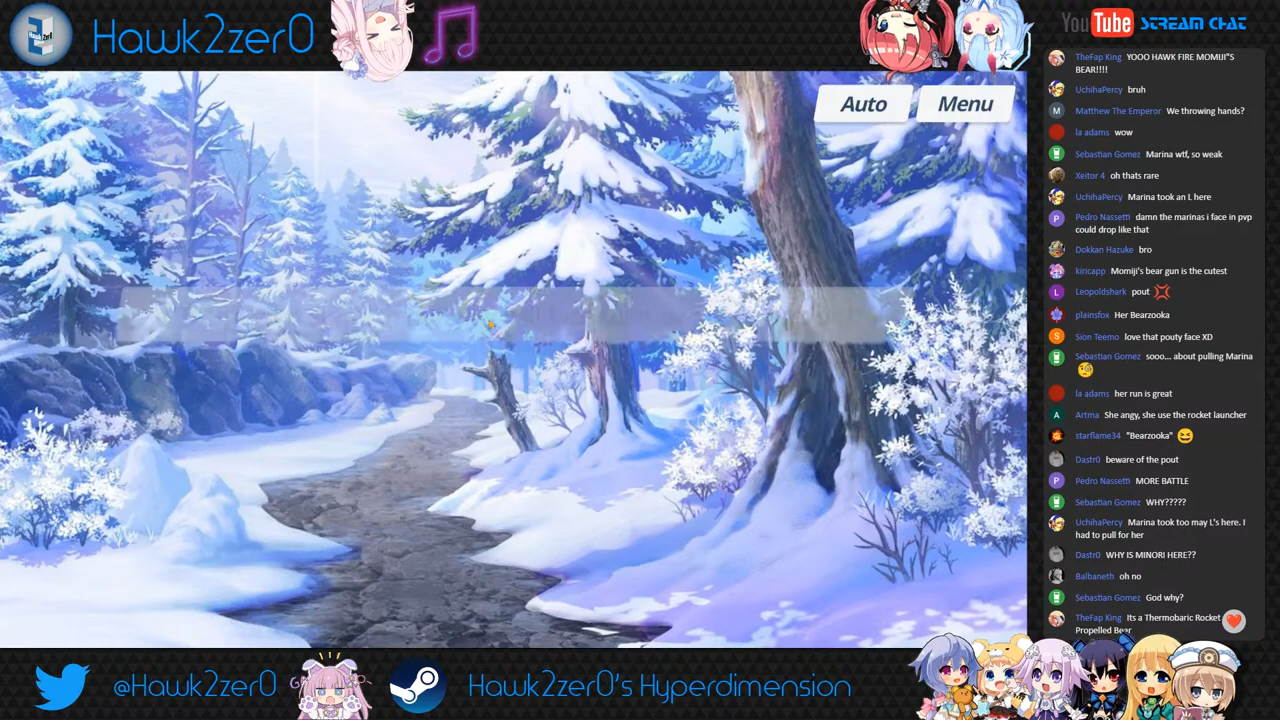 Hawk2zer0
YouTube STREAM CHAT
Auto
Menu
TheFap King YOOO HAWK FIRE MOMIJI"S
BEAR!!!!
UchihaPercy bruh
M Matthew The Emperor We throwing hands?
la adams wow
Sebastian Gomez Marina wtf, so weak
Xeitor 4 oh thats rare
UchihaPercy Marina took an L here
P Pedro Nassetti damn the marinas i face in pvp
could drop like that
Dokkan Hazuke bro
kiricapp Momiji's bear gun is the cutest
L Leopoldshark pout
plainsfox Her Bearzooka
S Sion Teemo love that pouty face XD
Sebastian Gomez sooo... about pulling Marina
la adams her run is great
A Artma She angy, she use the rocket launcher
starflame34 "Bearzooka"
Dastr0 beware of the pout
P Pedro Nassetti MORE BATTLE
Sebastian Gomez WHY?????
UchihaPercy Marina took too may L's here. I
had to pull for her
Dastr0 WHY IS MINORI HERE??
Balbaneth oh no
Sebastian Gomez God why?
TheFap King Its a Thermobaric Rocket
Propelled Bear
@Hawk2zer0
Hawk2zer0's Hyperdimension